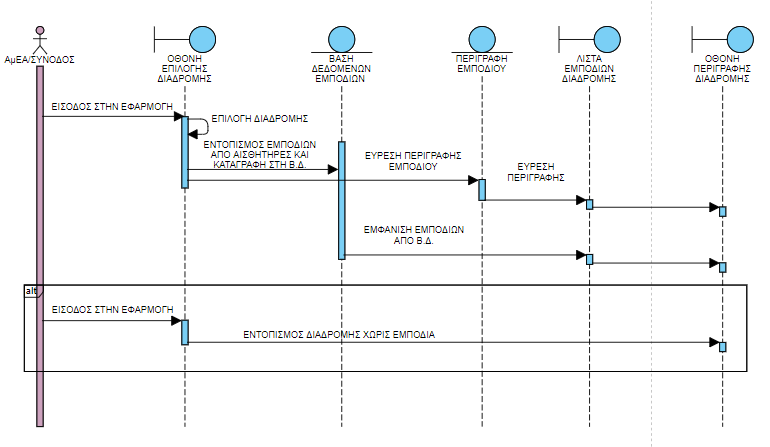 ΑμΕΑ/ΣΥΝΟΔΟΣ
ΟΘΟΝΗ
ΕΠΙΛΟΓΗΣ
ΔΙΑΔΡΟΜΗΣ
ΒΑΣΗ
ΔΕΔΟΜΕΝΩΝ
ΕΜΠΟΔΙΩΝ
ΠΕΡΙΓΡΑΦΗ
ΕΜΠΟΔΙΟΥ
ΛΙΣΤΑ
ΕΜΠΟΔΙΩΝ
ΔΙΑΔΡΟΜΗΣ
ΟΘΟΝΗ
ΠΕΡΙΓΡΑΦΗΣ
ΔΙΑΔΡΟΜΗΣ
ΕΙΣΟΔΟΣ ΣΤΗΝ ΕΦΑΡΜΟΓΗ
ΕΠΙΛΟΓΗ ΔΙΑΔΡΟΜΗΣ
ΕΝΤΟΠΙΣΜΟΣ ΕΜΠΟΔΙΩΝ
ΑΠΟ ΑΙΣΘΗΤΗΡΕΣ ΚΑΙ
ΚΑΤΑΓΡΑΦΗ ΣΤΗ Β.Δ.
ΕΥΡΕΣΗ ΠΕΡΙΓΡΑΦΗΣ
ΕΜΠΟΔΙΟΥ
ΕΥΡΕΣΗ
ΠΕΡΙΓΡΑΦΗΣ
ΕΜΦΑΝΙΣΗ ΕΜΠΟΔΙΩΝ
ΑΠΟ Β.Δ.
alt
ΕΙΣΟΔΟΣ ΣΤΗΝ ΕΦΑΡΜΟΓΗ
ΕΝΤΟΠΙΣΜΟΣ ΔΙΑΔΡΟΜΗΣ ΧΩΡΙΣ ΕΜΠΟΔΙΑ